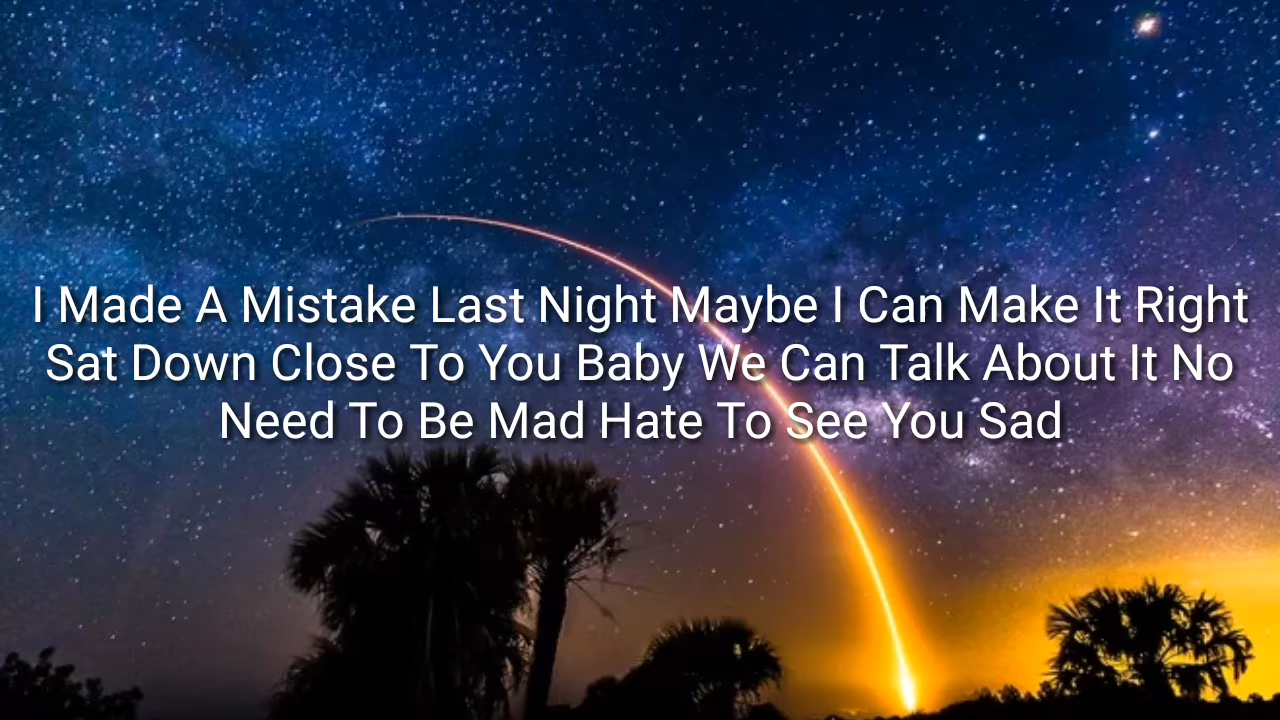 I Made A Mistake Last Night Maybe I Can Make It Right
Sat Down Close To You Baby We Can Talk About It No
Need To Be Mad Hate To See You Sad